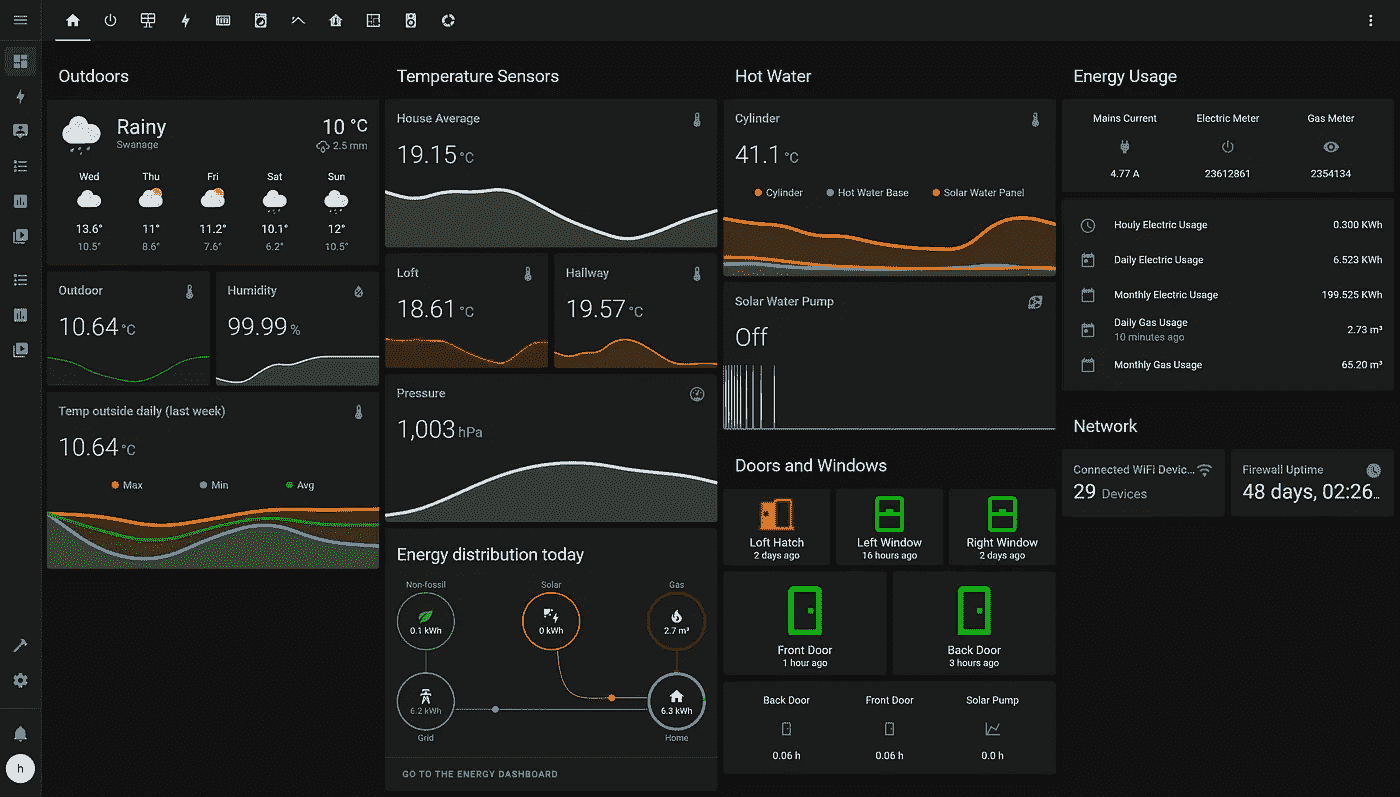 Outdoors
Rainy
Swanage
10 °C
2.5 mm
Wed Thu Fri Sat Sun
13.6° 11° 11.2° 10.1° 12°
10.5° 8.6° 7.6° 6.2° 10.5°
Outdoor
10.64 °C
Humidity
99.99 %
Temp outside daily (last week)
10.64 °C
Max Min Avg
Temperature Sensors
House Average
19.15 °C
Loft
18.61 °C
Hallway
19.57 °C
Pressure
1,003 hPa
Energy distribution today
Non-fossil Solar Gas
0.1 kWh 0 kWh 2.7 m³
6.2 kWh 6.3 kWh
Grid Home
GO TO THE ENERGY DASHBOARD
Hot Water
Cylinder
41.1 °C
Cylinder Hot Water Base Solar Water Panel
Solar Water Pump
Off
Doors and Windows
Loft Hatch
2 days ago
Left Window
16 hours ago
Right Window
2 days ago
Front Door
1 hour ago
Back Door
3 hours ago
Back Door Front Door Solar Pump
0.06 h 0.06 h 0.0 h
Energy Usage
Mains Current Electric Meter Gas Meter
4.77 A 23612861 2354134
Houly Electric Usage 0.300 KWh
Daily Electric Usage 6.523 KWh
Monthly Electric Usage 199.525 KWh
Daily Gas Usage 2.73 m³
10 minutes ago
Monthly Gas Usage 65.20 m³
Network
Connected WiFi Devic...
29 Devices
Firewall Uptime
48 days, 02:26...
h